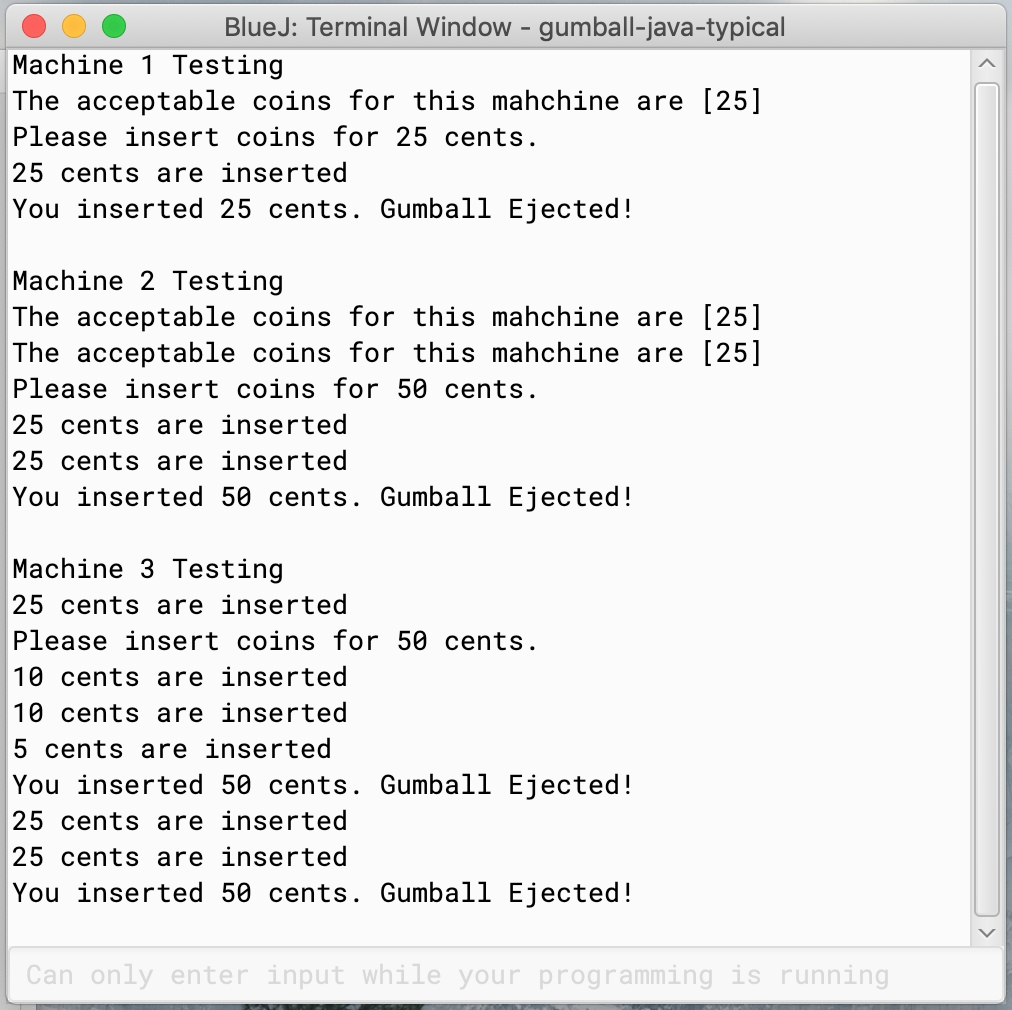 BlueJ: Terminal Window - gumball-java-typical
Machine 1 Testing
The acceptable coins for this mahchine are [25]
Please insert coins for 25 cents.
25 cents are inserted
You inserted 25 cents. Gumball Ejected!
Machine 2 Testing
The acceptable coins for this mahchine are [25]
The acceptable coins for this mahchine are [25]
Please insert coins for 50 cents.
25 cents are inserted
25 cents are inserted
You inserted 50 cents. Gumball Ejected!
Machine 3 Testing
25 cents are inserted
Please insert coins for 50 cents.
10 cents are inserted
10 cents are inserted
5 cents are inserted
You inserted 50 cents. Gumball Ejected!
25 cents are inserted
25 cents are inserted
You inserted 50 cents. Gumball Ejected!
Can only enter input while your programming is running